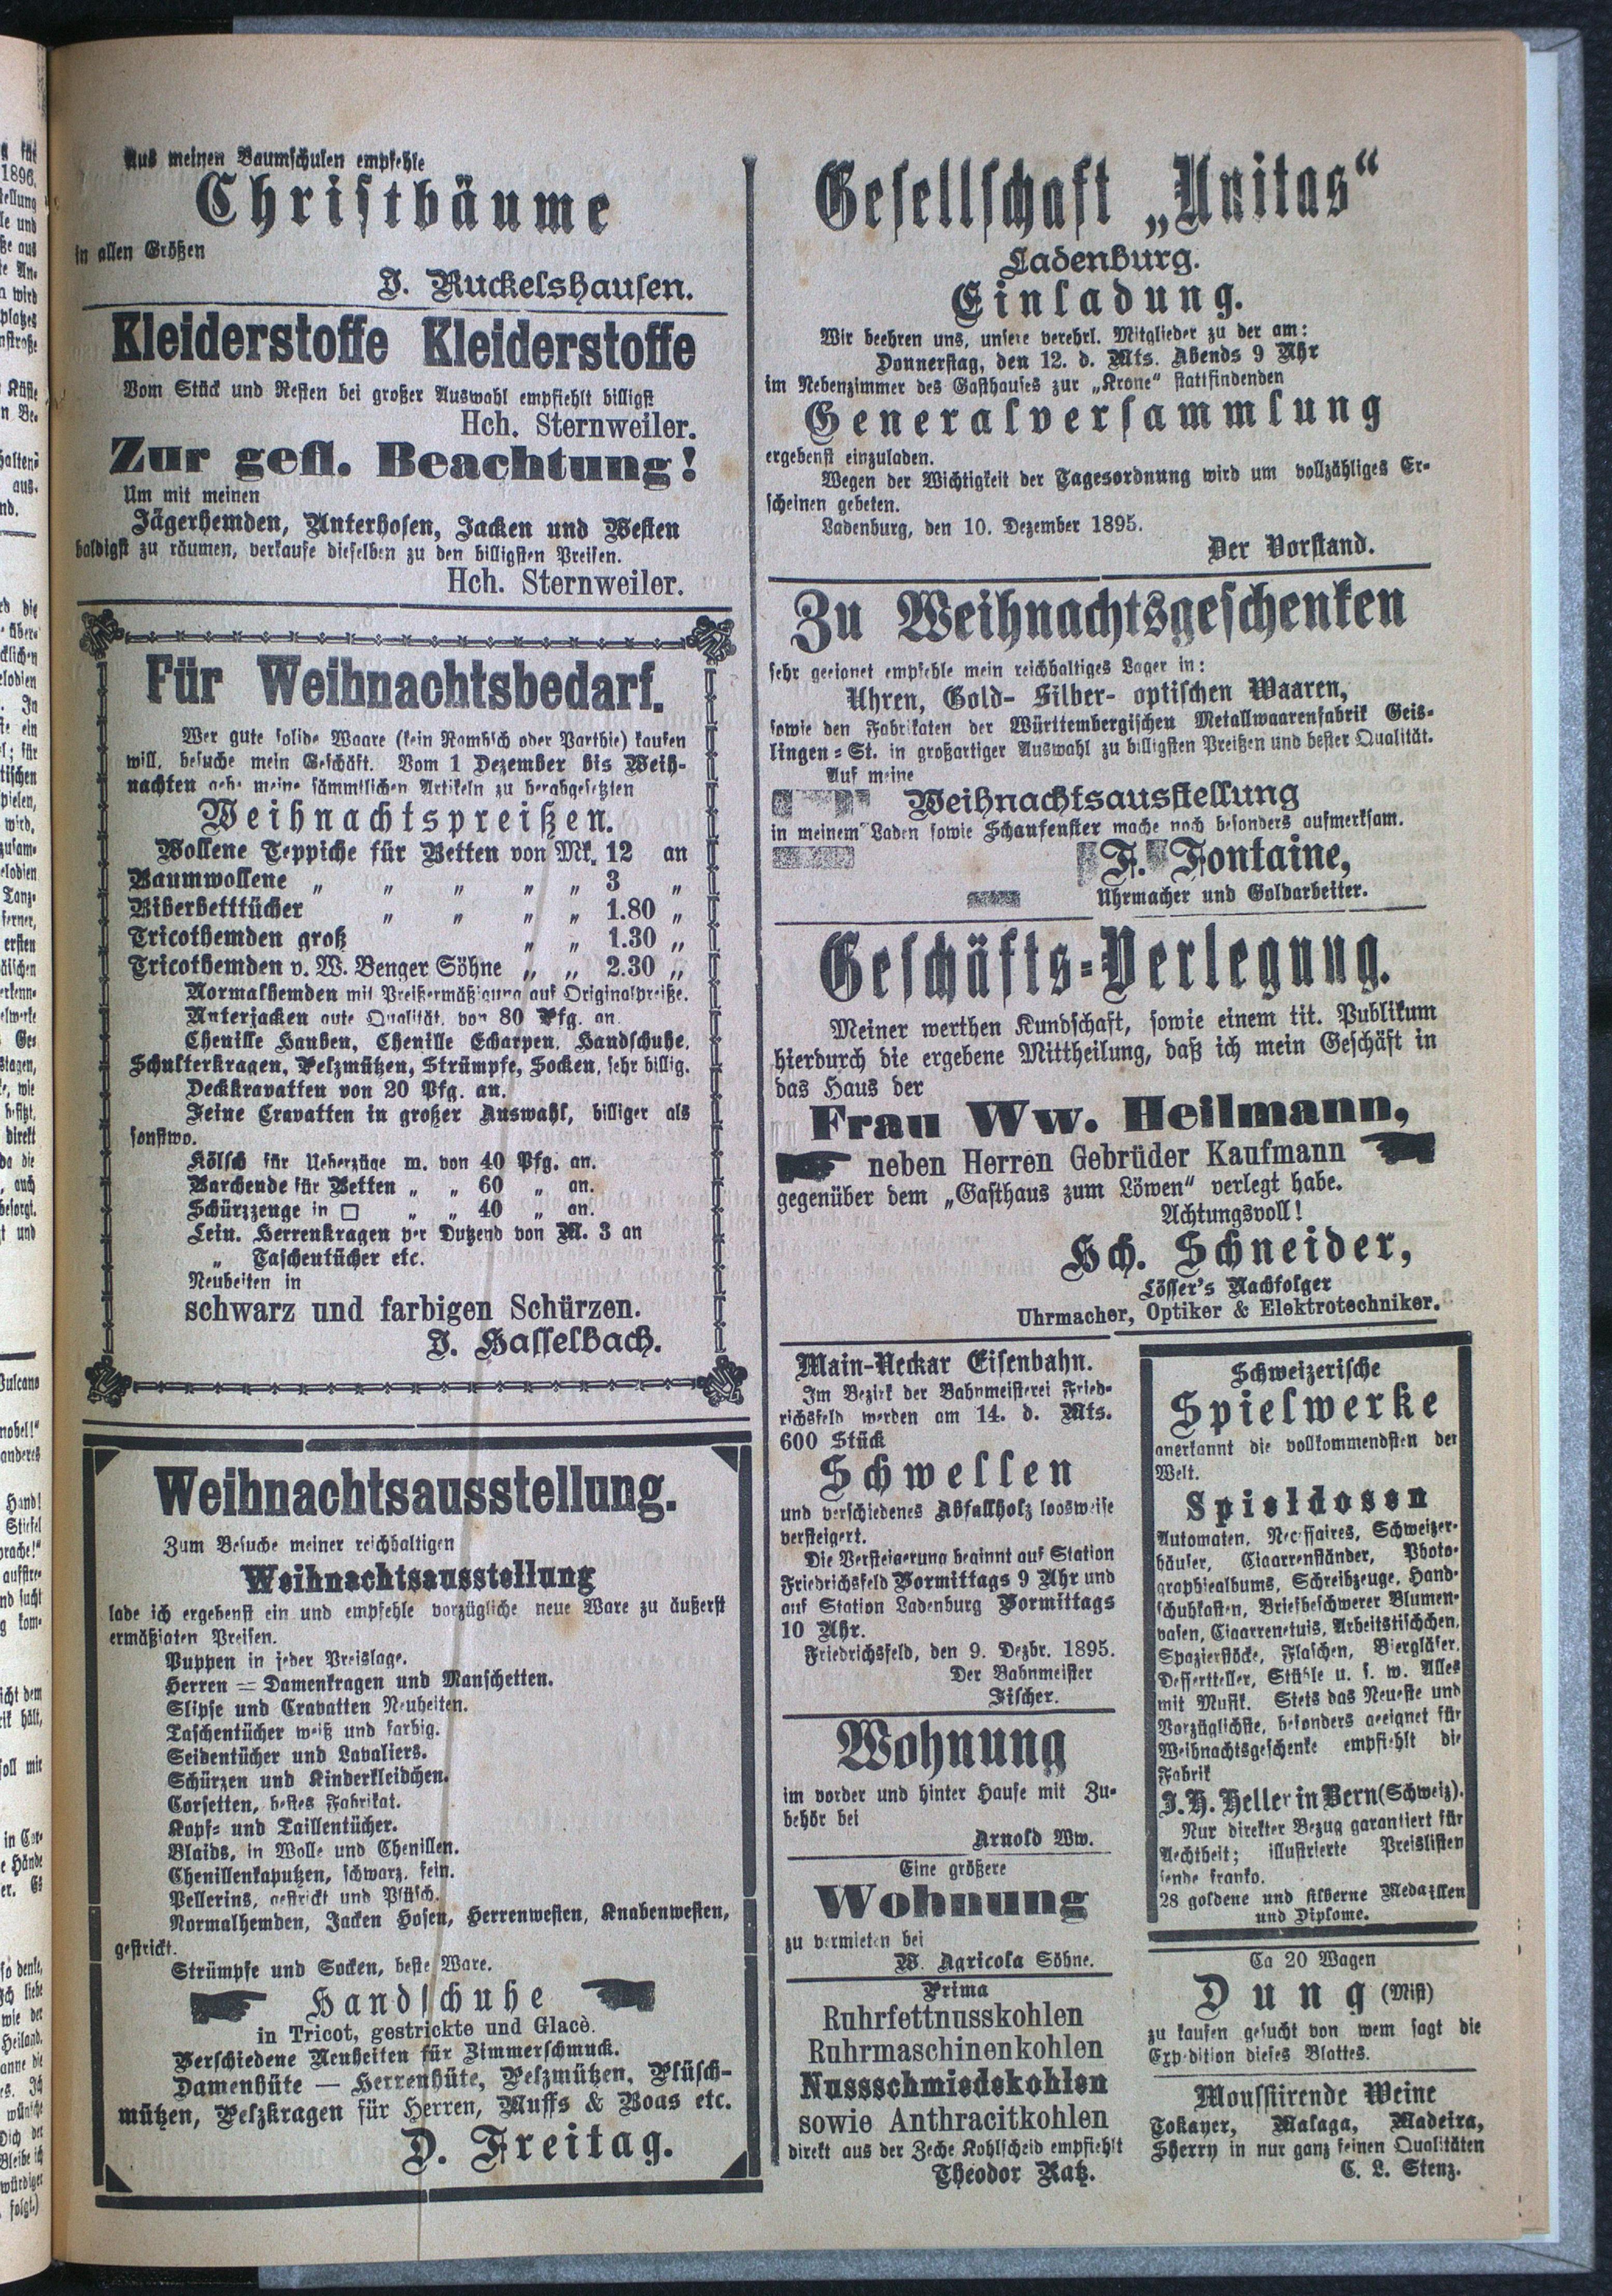 Aus meinen Baumschulen empfehle
Christbäume
in allen Größen
J. Ruckelshausen.
Kleiderstoffe Kleiderstoffe
Vom Stück und Resten bei großer Auswahl empfiehlt billigst
Hch. Sternweiler.
Zur gefl. Beachtung!
Um mit meinen
Jägerhemden, Unterhosen, Jacken und Westen
baldigst zu räumen, verkaufe dieselben zu den billigsten Preisen.
Hch. Sternweiler.
Für Weihnachtsbedarf.
Wer gute solide Waare (kein Rambsch oder Parthie) kaufen
will, besuche mein Geschäft. Vom 1 Dezember bis Weih-
nachten gebe meine sämmtlichen Artikeln zu herabgesetzten
Weihnachtspreißen.
Wollene Teppiche für Betten von Mk. 12 an
Baumwollene „ „ „ „ „ 3 „
Biberbetttücher „ „ „ „ 1.80 „
Tricothemden groß „ „ 1.30 „
Tricothemden v. W. Benger Söhne „ „ 2.30 „
Normalhemden mit Preißermäßigung auf Originalpreiße.
Unterjacken gute Qualität, von 80 Pfg. an.
Chenille Hauben, Chenille Echarpen, Handschuhe,
Schulterkragen, Pelzmützen, Strümpfe, Socken, sehr billig.
Deckkravatten von 20 Pfg. an.
Feine Cravatten in großer Auswahl, billiger als
sonstwo.
Kölsch für Ueberzüge m. von 40 Pfg. an.
Barchende für Betten „ „ 60 „ an.
Schürzzeuge in □ „ „ 40 „ an.
Lein. Herrenkragen per Dutzend von M. 3 an
„ Taschentücher etc.
Neuheiten in
schwarz und farbigen Schürzen.
J. Hasselbach.
Weihnachtsausstellung.
Zum Besuche meiner reichhaltigen
Weihnachtsausstellung
lade ich ergebenst ein und empfehle vorzügliche neue Ware zu äußerst
ermäßigten Preisen.
Puppen in jeder Preislage.
Herren = Damenkragen und Manschetten.
Slipse und Cravatten Neuheiten.
Taschentücher weiß und farbig.
Seidentücher und Lavaliers.
Schürzen und Kinderkleidchen.
Corsetten, bestes Fabrikat.
Kopf- und Taillentücher.
Blaids, in Wolle und Chenillen.
Chenillenkaputzen, schwarz, fein.
Pellerins, gestrickt und Plüsch.
Normalhemden, Jacken Hosen, Herrenwesten, Knabenwesten,
gestrickt.
Strümpfe und Socken, beste Ware.
Handschuhe
in Tricot, gestrickte und Glacè.
Verschiedene Neuheiten für Zimmerschmuck.
Damenhüte — Herrenhüte, Pelzmützen, Plüsch-
mützen, Pelzkragen für Herren, Muffs & Boas etc.
D. Freitag.
Gesellschaft „Unitas“
Ladenburg.
Einladung.
Wir beehren uns, unsere verehrl. Mitglieder zu der am:
Donnerstag, den 12. d. Mts. Abends 9 Uhr
im Nebenzimmer des Gasthauses zur „Krone“ stattfindenden
Generalversammlung
ergebenst einzuladen.
Wegen der Wichtigkeit der Tagesordnung wird um vollzähliges Er-
scheinen gebeten.
Ladenburg, den 10. Dezember 1895.
Der Vorstand.
Zu Weihnachtsgeschenken
sehr geeignet empfehle mein reichhaltiges Lager in:
Uhren, Gold- Silber- optischen Waaren,
sowie den Fabrikaten der Württembergischen Metallwaarenfabrik Geis-
lingen = St. in großartiger Auswahl zu billigsten Preißen und bester Qualität.
Auf meine
Weihnachtsausstellung
in meinem Laden sowie Schaufenster mache noch besonders aufmerksam.
F. Fontaine,
Uhrmacher und Goldarbeiter.
Geschäfts-Verlegung.
Meiner werthen Kundschaft, sowie einem tit. Publikum
hierdurch die ergebene Mittheilung, daß ich mein Geschäft in
das Haus der
Frau Ww. Heilmann,
neben Herren Gebrüder Kaufmann
gegenüber dem „Gasthaus zum Löwen“ verlegt habe.
Achtungsvoll!
Hch. Schneider,
Löffer's Nachfolger
Uhrmacher, Optiker & Elektrotechniker.
Main-Neckar Eisenbahn.
Im Bezirk der Bahnmeisterei Fried-
richsfeld werden am 14. d. Mts.
600 Stück
Schwellen
und verschiedenes Abfallholz loosweise
versteigert.
Die Versteigerung beginnt auf Station
Friedrichsfeld Vormittags 9 Uhr und
auf Station Ladenburg Vormittags
10 Uhr.
Friedrichsfeld, den 9. Dezbr. 1895.
Der Bahnmeister
Fischer.
Wohnung
im vorder und hinter Hause mit Zu-
behör bei
Arnold Ww.
Eine größere
Wohnung
zu vermieten bei
W. Agricola Söhne.
Prima
Ruhrfettnusskohlen
Ruhrmaschinenkohlen
Nussschmiedekohlen
sowie Anthracitkohlen
direkt aus der Zeche Kohlscheid empfiehlt
Theodor Katz.
Schweizerische
Spielwerke
anerkannt die vollkommendsten der
Welt.
Spieldosen
Automaten, Necessaires, Schweizer-
häuser, Cigarrenständer, Photo-
graphiealbums, Schreibzeuge, Hand-
schuhkasten, Briefbeschwerer Blumen-
vasen, Cigarrenetuis, Arbeitstischchen,
Spazierstöcke, Flaschen, Biergläser,
Dessertteller, Stühle u. s. w. Alles
mit Musik. Stets das Neueste und
Vorzüglichste, besonders geeignet für
Weihnachtsgeschenke empfiehlt die
Fabrik
J. H. Heller in Bern (Schweiz).
Nur direkter Bezug garantiert für
Aechtheit; illustrierte Preislisten
sende franko.
28 goldene und silberne Medaillen
und Diplome.
Ca 20 Wagen
Dung (Mist)
zu kaufen gesucht von wem sagt die
Expedition dieses Blattes.
Moussirende Weine
Tokayer, Malaga, Madeira,
Sherry in nur ganz feinen Qualitäten
C. L. Stenz.